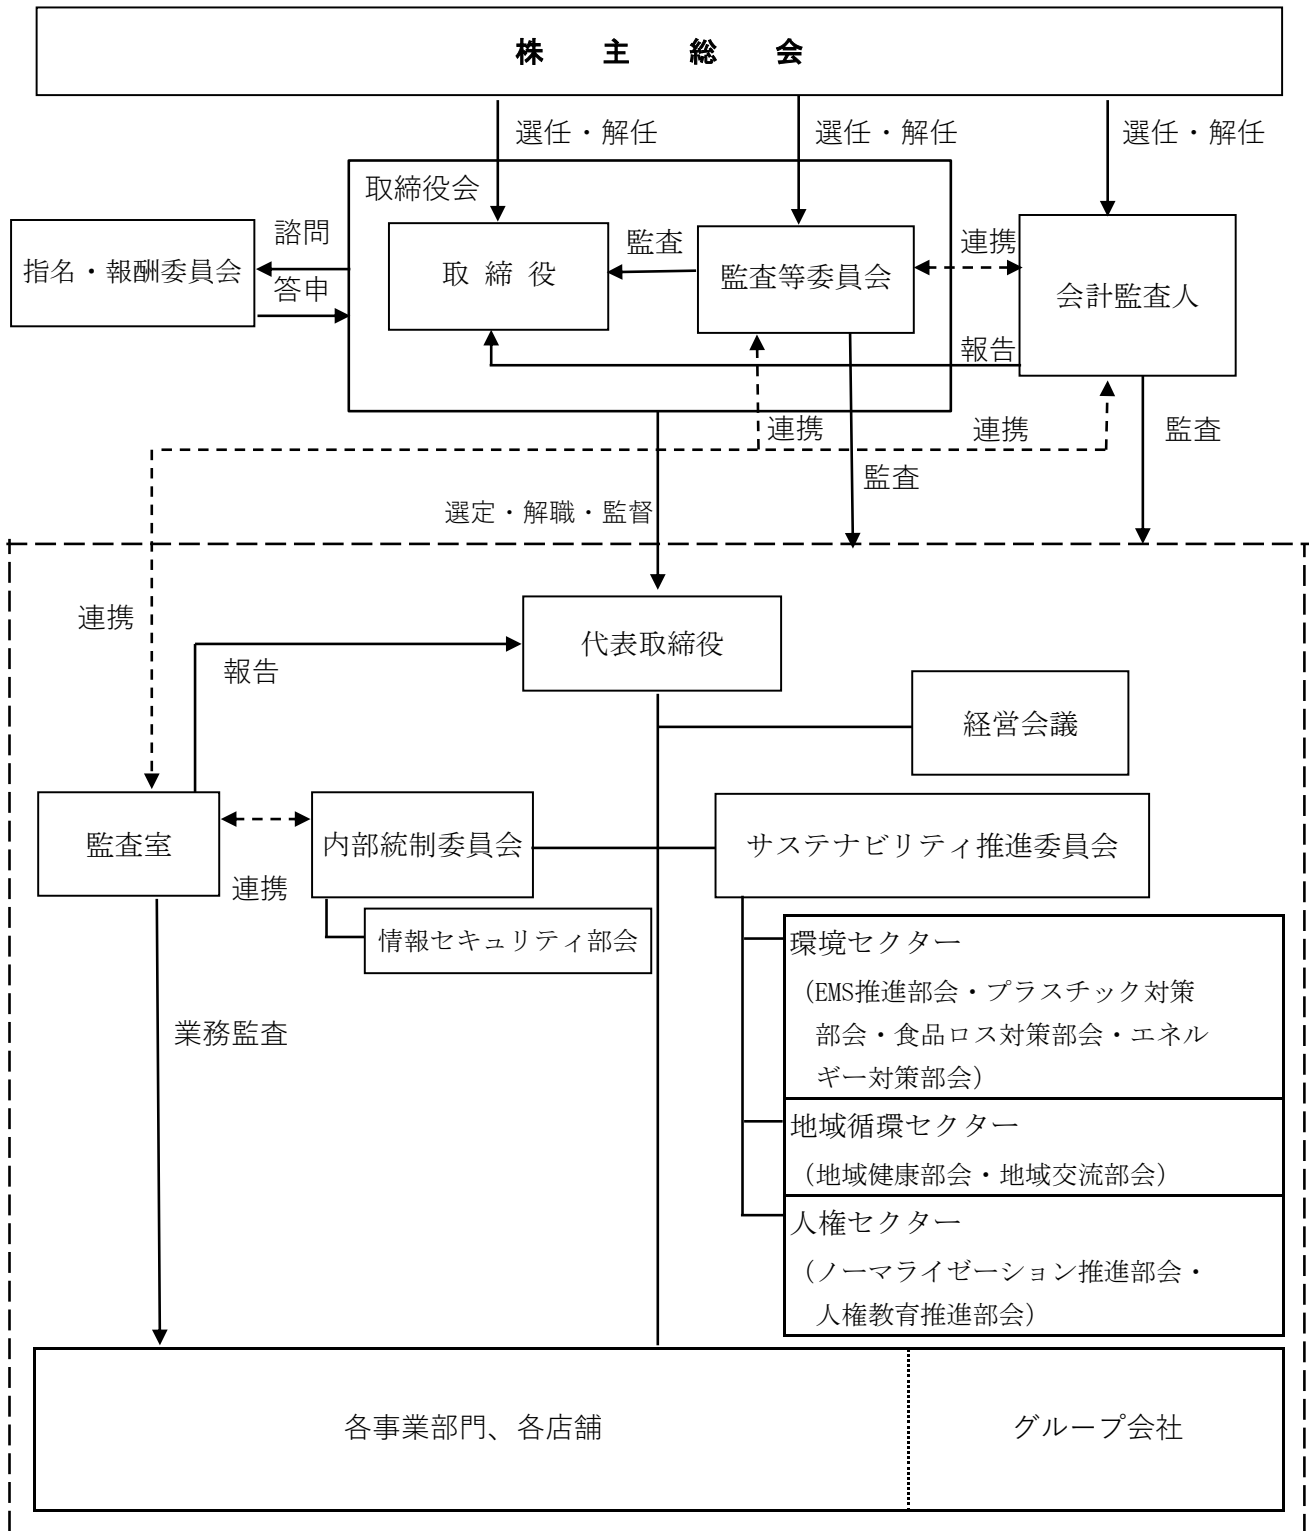 株主総会
選任・解任
選任・解任
選任・解任
取締役会
諮問
指名・報酬委員会
答申
取締役
監査
監査等委員会
連携
会計監査人
報告
連携
連携
監査
監査
選定・解職・監督
連携
代表取締役
報告
経営会議
監査室
連携
内部統制委員会
サステナビリティ推進委員会
情報セキュリティ部会
環境セクター
（EMS推進部会・プラスチック対策
部会・食品ロス対策部会・エネル
ギー対策部会）
業務監査
地域循環セクター
（地域健康部会・地域交流部会）
人権セクター
（ノーマライゼーション推進部会・
人権教育推進部会）
各事業部門、各店舗
グループ会社